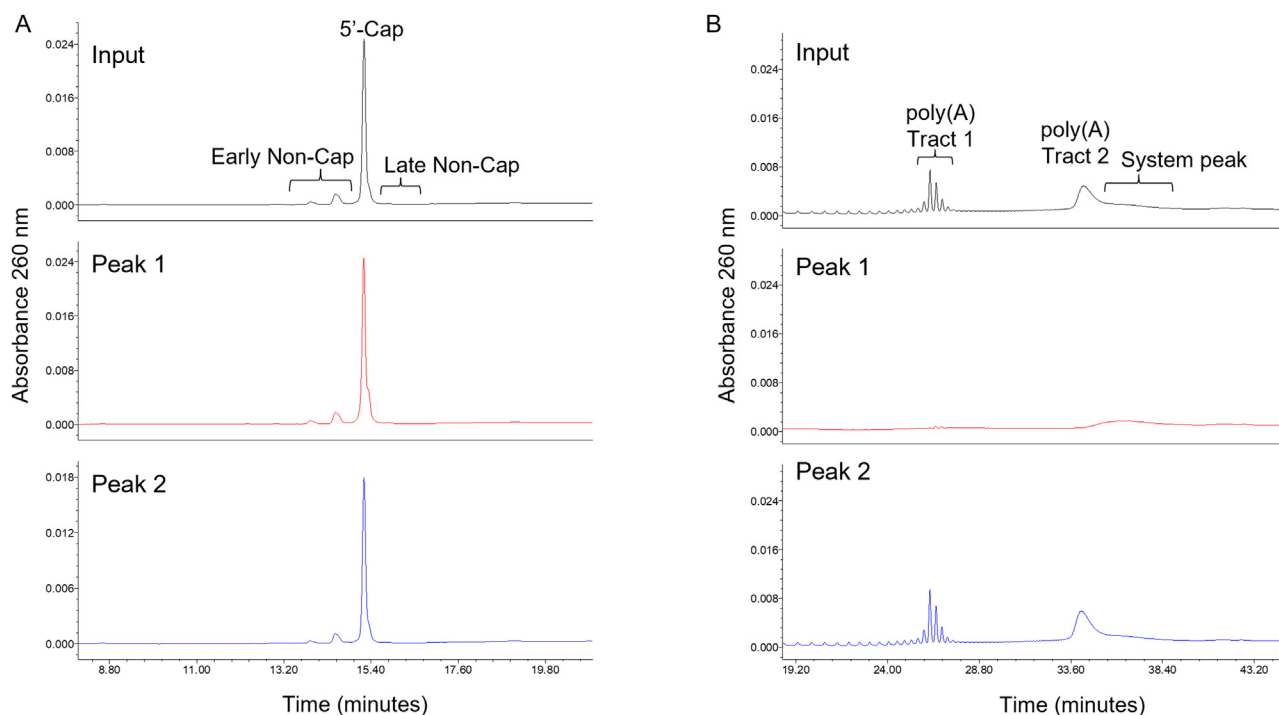 A
Absorbance 260 nm
Input
5’-Cap
Early Non-Cap
Late Non-Cap
0.024
0.016
0.008
0.000
Peak 1
0.024
0.016
0.008
0.000
Peak 2
0.018
0.012
0.006
0.000
8.80 11.00 13.20 15.40 17.60 19.80
Time (minutes)
B
Absorbance 260 nm
Input
poly(A)
Tract 1
poly(A)
Tract 2
System peak
0.024
0.016
0.008
0.000
Peak 1
0.024
0.016
0.008
0.000
Peak 2
0.024
0.016
0.008
0.000
19.20 24.00 28.80 33.60 38.40 43.20
Time (minutes)